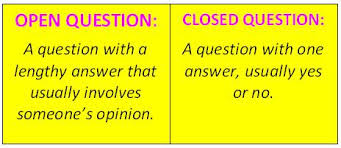 OPEN QUESTION:
A question with a
lengthy answer that
usually involves
someone's opinion.
CLOSED QUESTION:
A question with one
answer, usually yes
or no.